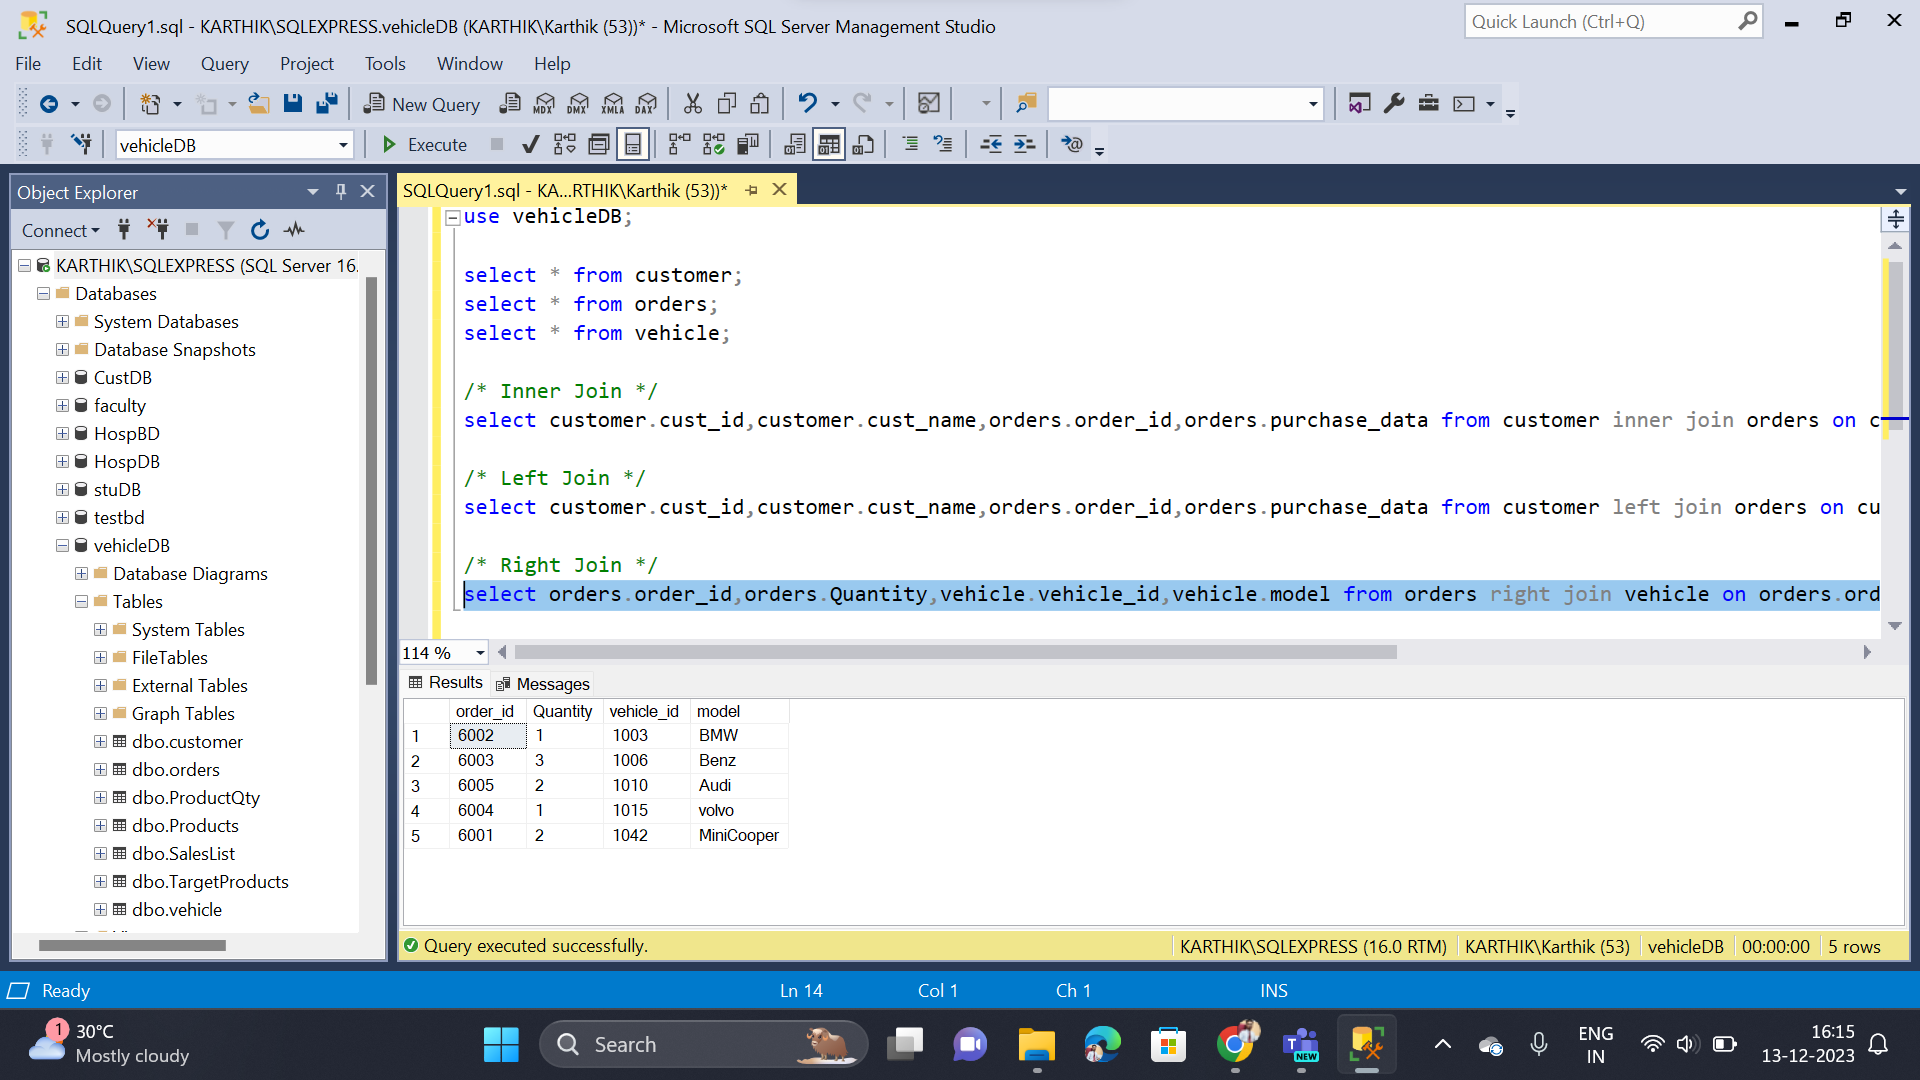 SQLQuery1.sql - KARTHIK\SQLEXPRESS.vehicleDB (KARTHIK\Karthik (53))* - Microsoft SQL Server Management Studio
Quick Launch (Ctrl+Q)
File Edit View Query Project Tools Window Help
New Query MDX DMX XMLA DAX
vehicleDB Execute
Object Explorer
Connect
KARTHIK\SQLEXPRESS (SQL Server 16.
Databases
System Databases
Database Snapshots
CustDB
faculty
HospBD
HospDB
stuDB
testbd
vehicleDB
Database Diagrams
Tables
System Tables
FileTables
External Tables
Graph Tables
dbo.customer
dbo.orders
dbo.ProductQty
dbo.Products
dbo.SalesList
dbo.TargetProducts
dbo.vehicle
SQLQuery1.sql - KA...RTHIK\Karthik (53))*
use vehicleDB;
select * from customer;
select * from orders;
select * from vehicle;
/* Inner Join */
select customer.cust_id,customer.cust_name,orders.order_id,orders.purchase_data from customer inner join orders on c
/* Left Join */
select customer.cust_id,customer.cust_name,orders.order_id,orders.purchase_data from customer left join orders on cu
/* Right Join */
select orders.order_id,orders.Quantity,vehicle.vehicle_id,vehicle.model from orders right join vehicle on orders.ord
114 %
Results Messages
order_id Quantity vehicle_id model
1 6002 1 1003 BMW
2 6003 3 1006 Benz
3 6005 2 1010 Audi
4 6004 1 1015 volvo
5 6001 2 1042 MiniCooper
Query executed successfully. KARTHIK\SQLEXPRESS (16.0 RTM) KARTHIK\Karthik (53) vehicleDB 00:00:00 5 rows
Ready Ln 14 Col 1 Ch 1 INS
1 30°C
Mostly cloudy
Search
T NEW
ENG
IN
16:15
13-12-2023